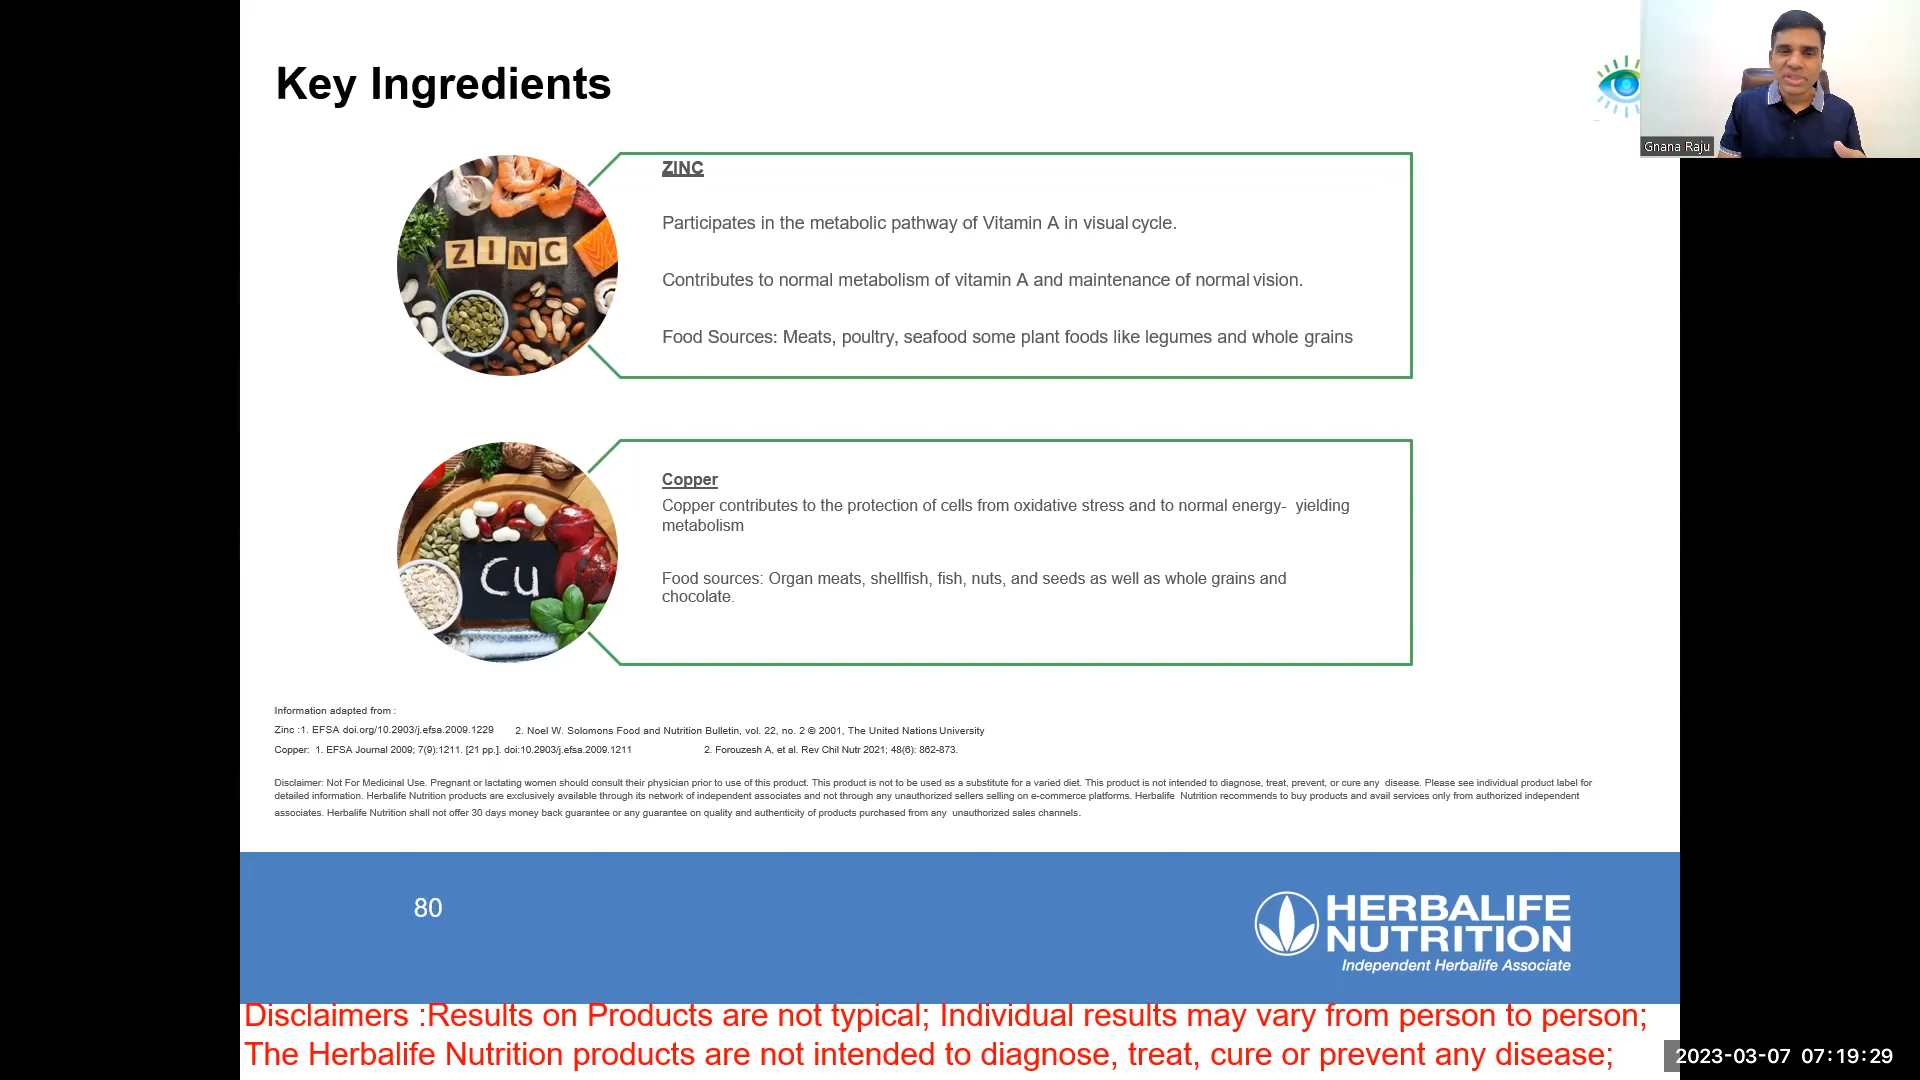 Key Ingredients
Gnana Raju
ZINC
ZINC
Participates in the metabolic pathway of Vitamin A in visual cycle.
Contributes to normal metabolism of vitamin A and maintenance of normal vision.
Food Sources: Meats, poultry, seafood some plant foods like legumes and whole grains
Cu
Copper
Copper contributes to the protection of cells from oxidative stress and to normal energy- yielding
metabolism
Food sources: Organ meats, shellfish, fish, nuts, and seeds as well as whole grains and
chocolate.
Information adapted from :
Zinc :1. EFSA doi.org/10.2903/j.efsa.2009.1229 2. Noel W. Solomons Food and Nutrition Bulletin, vol. 22, no. 2 © 2001, The United Nations University
Copper: 1. EFSA Journal 2009; 7(9):1211. [21 pp.]. doi:10.2903/j.efsa.2009.1211 2. Forouzesh A, et al. Rev Chil Nutr 2021; 48(6): 862-873.
Disclaimer: Not For Medicinal Use. Pregnant or lactating women should consult their physician prior to use of this product. This product is not to be used as a substitute for a varied diet. This product is not intended to diagnose, treat, prevent, or cure any disease. Please see individual product label for
detailed information. Herbalife Nutrition products are exclusively available through its network of independent associates and not through any unauthorized sellers selling on e-commerce platforms. Herbalife Nutrition recommends to buy products and avail services only from authorized independent
associates. Herbalife Nutrition shall not offer 30 days money back guarantee or any guarantee on quality and authenticity of products purchased from any unauthorized sales channels.
80
HERBALIFE
NUTRITION
Independent Herbalife Associate
Disclaimers :Results on Products are not typical; Individual results may vary from person to person;
The Herbalife Nutrition products are not intended to diagnose, treat, cure or prevent any disease;
2023-03-07 07:19:29